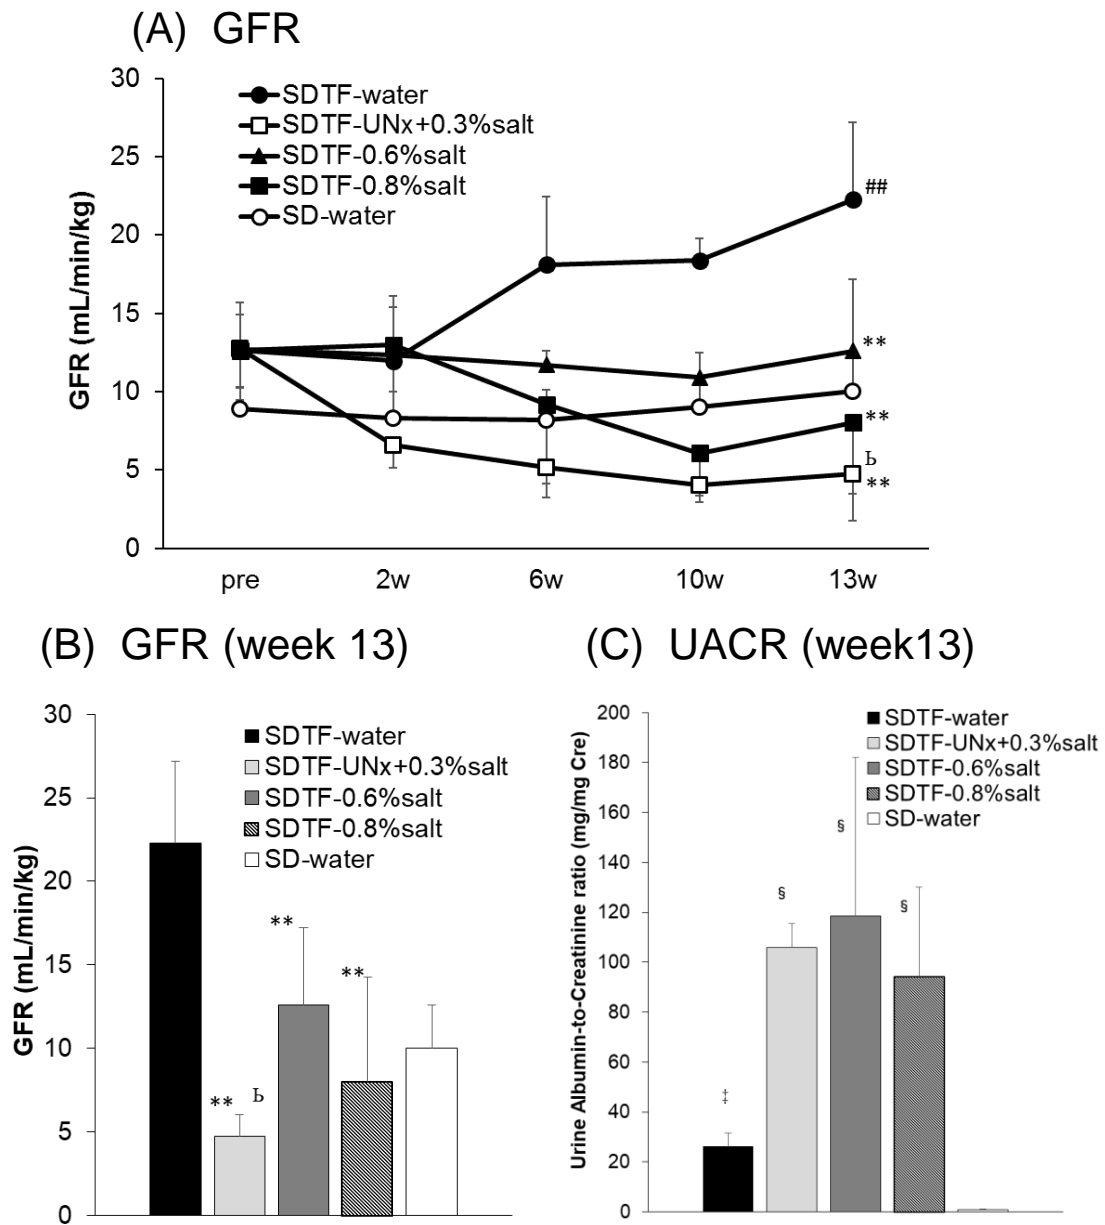 (A) GFR
30
25
20
15
10
5
0
GFR (mL/min/kg)
SDTF-water
SDTF-UNx+0.3%salt
SDTF-0.6%salt
SDTF-0.8%salt
SD-water
##
**
**
Ь
**
pre 2w 6w 10w 13w
(B) GFR (week 13)
30
25
20
15
10
5
0
GFR (mL/min/kg)
SDTF-water
SDTF-UNx+0.3%salt
SDTF-0.6%salt
SDTF-0.8%salt
SD-water
** Ь
**
**
(C) UACR (week13)
200
180
160
140
120
100
80
60
40
20
0
Urine Albumin-to-Creatinine ratio (mg/mg Cre)
SDTF-water
SDTF-UNx+0.3%salt
SDTF-0.6%salt
SDTF-0.8%salt
SD-water
‡
§
§
§